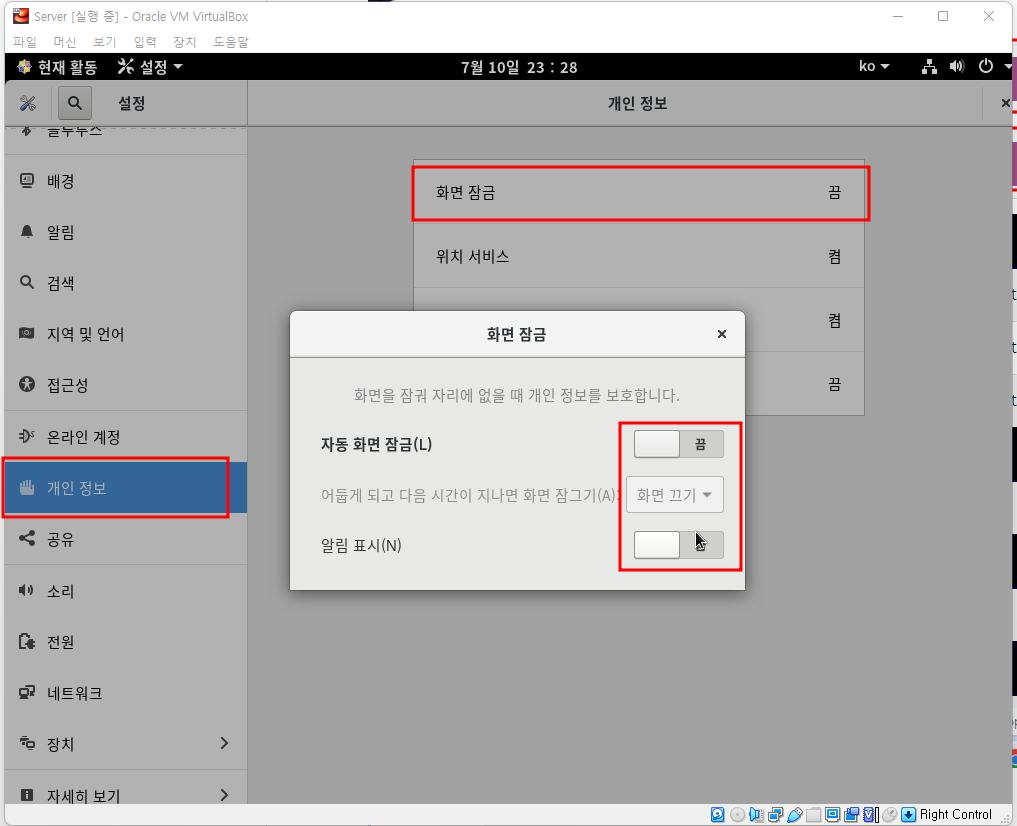 Server [실행 중] - Oracle VM VirtualBox
파일 머신 보기 입력 장치 도움말
현재 활동 설정 7월 10일 23 : 28 ko
설정 개인 정보
블루투스
배경
알림
검색
지역 및 언어
접근성
온라인 계정
개인 정보
공유
소리
전원
네트워크
장치
자세히 보기
화면 잠금 끔
위치 서비스 켬
켬
끔
화면 잠금
화면을 잠궈 자리에 없을 때 개인 정보를 보호합니다.
자동 화면 잠금(L) 끔
어둡게 되고 다음 시간이 지나면 화면 잠그기(A): 화면 끄기
알림 표시(N)
Right Control